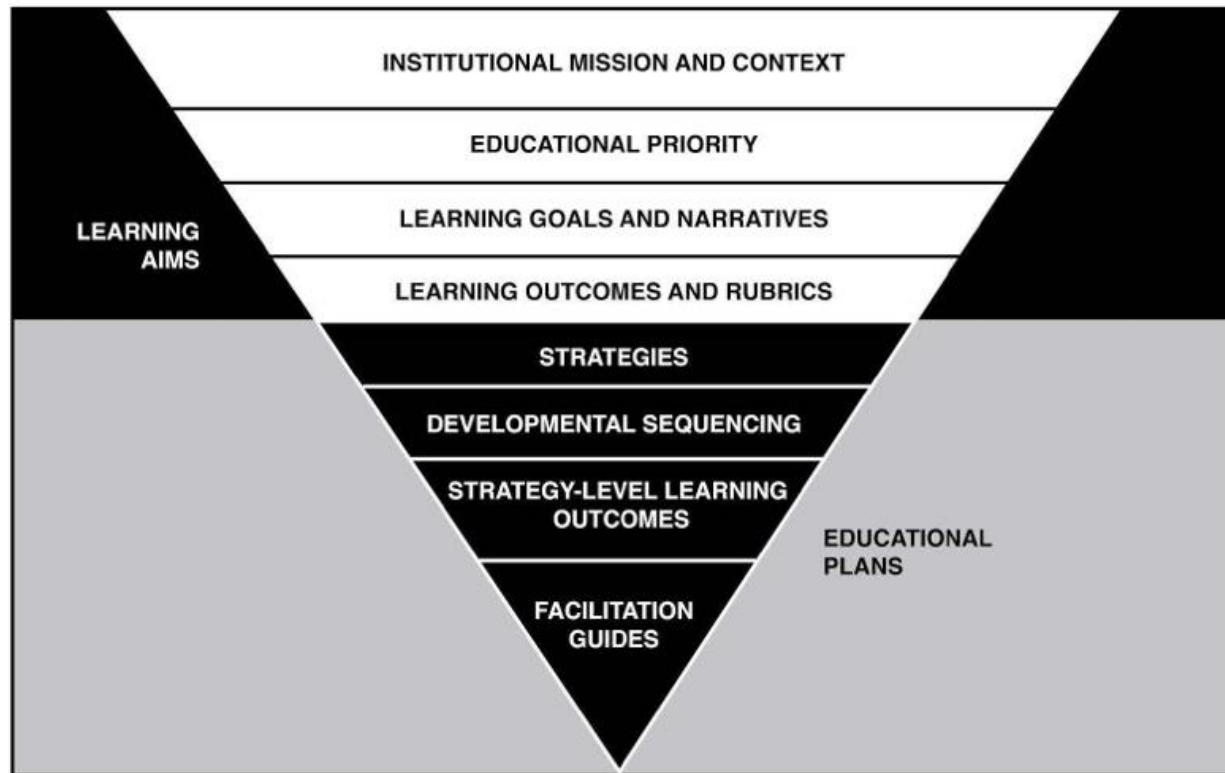 INSTITUTIONAL MISSION AND CONTEXT
EDUCATIONAL PRIORITY
LEARNING GOALS AND NARRATIVES
LEARNING
AIMS
LEARNING OUTCOMES AND RUBRICS
STRATEGIES
DEVELOPMENTAL SEQUENCING
STRATEGY-LEVEL LEARNING
OUTCOMES
EDUCATIONAL
PLANS
FACILITATION
GUIDES